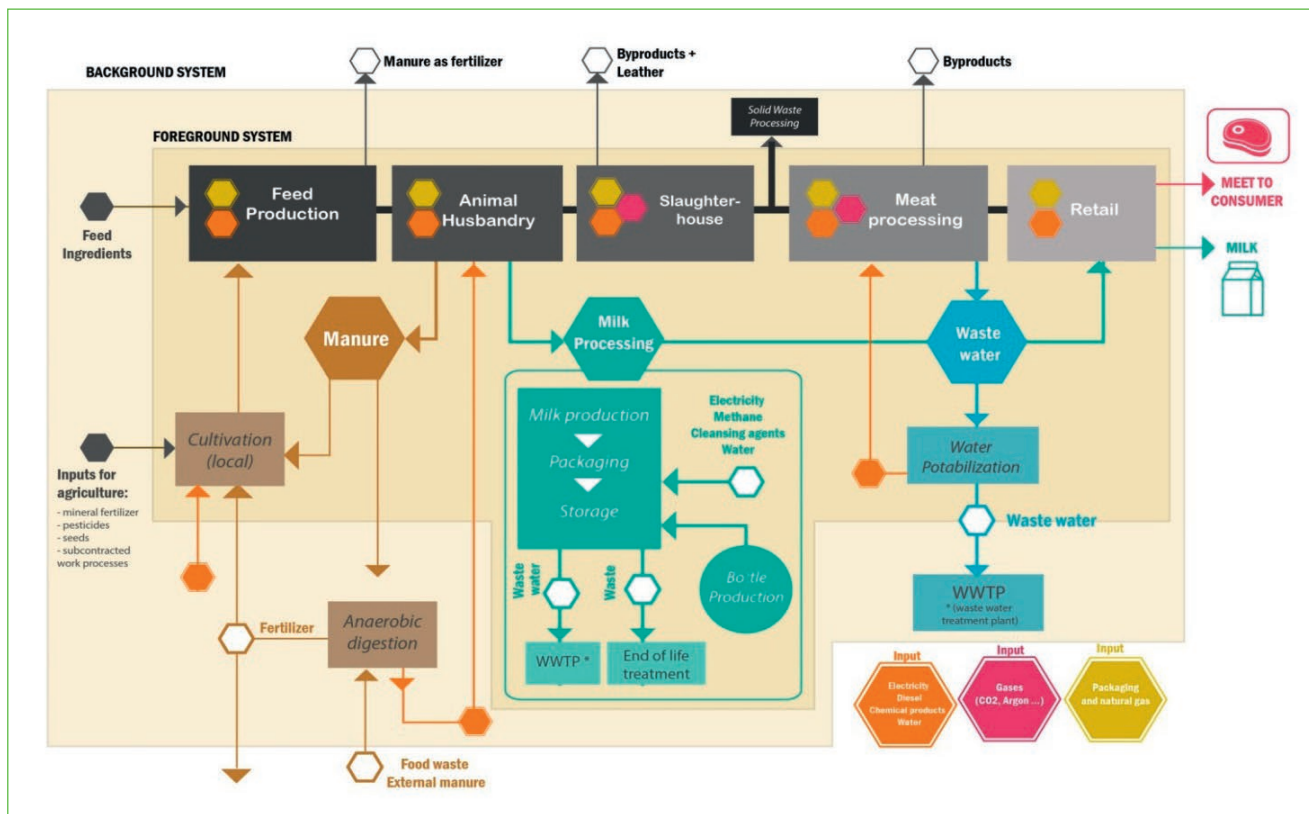 BACKGROUND SYSTEM
Manure as fertilizer
Byproducts +
Leather
Byproducts
Solid Waste
Processing
FOREGROUND SYSTEM
Feed
Production
Animal
Husbandry
Slaughter-
house
Meat
processing
Retail
MEET TO
CONSUMER
MILK
Feed
Ingredients
Manure
Milk
Processing
Waste
water
Cultivation
(local)
Inputs for
agriculture:
- mineral fertilizer
- pesticides
- seeds
- subcontracted
work processes
Milk production
Packaging
Storage
Electricity
Methane
Cleansing agents
Water
Bo tle
Production
Waste
water
Waste
WWTP *
End of life
treatment
Water
Potabilization
Waste water
WWTP
* (waste water
treatment plant)
Fertilizer
Anaerobic
digestion
Food waste
External manure
Input
Electricity
Diesel
Chemical products
Water
Input
Gases
(CO2, Argon ...)
Input
Packaging
and natural gas